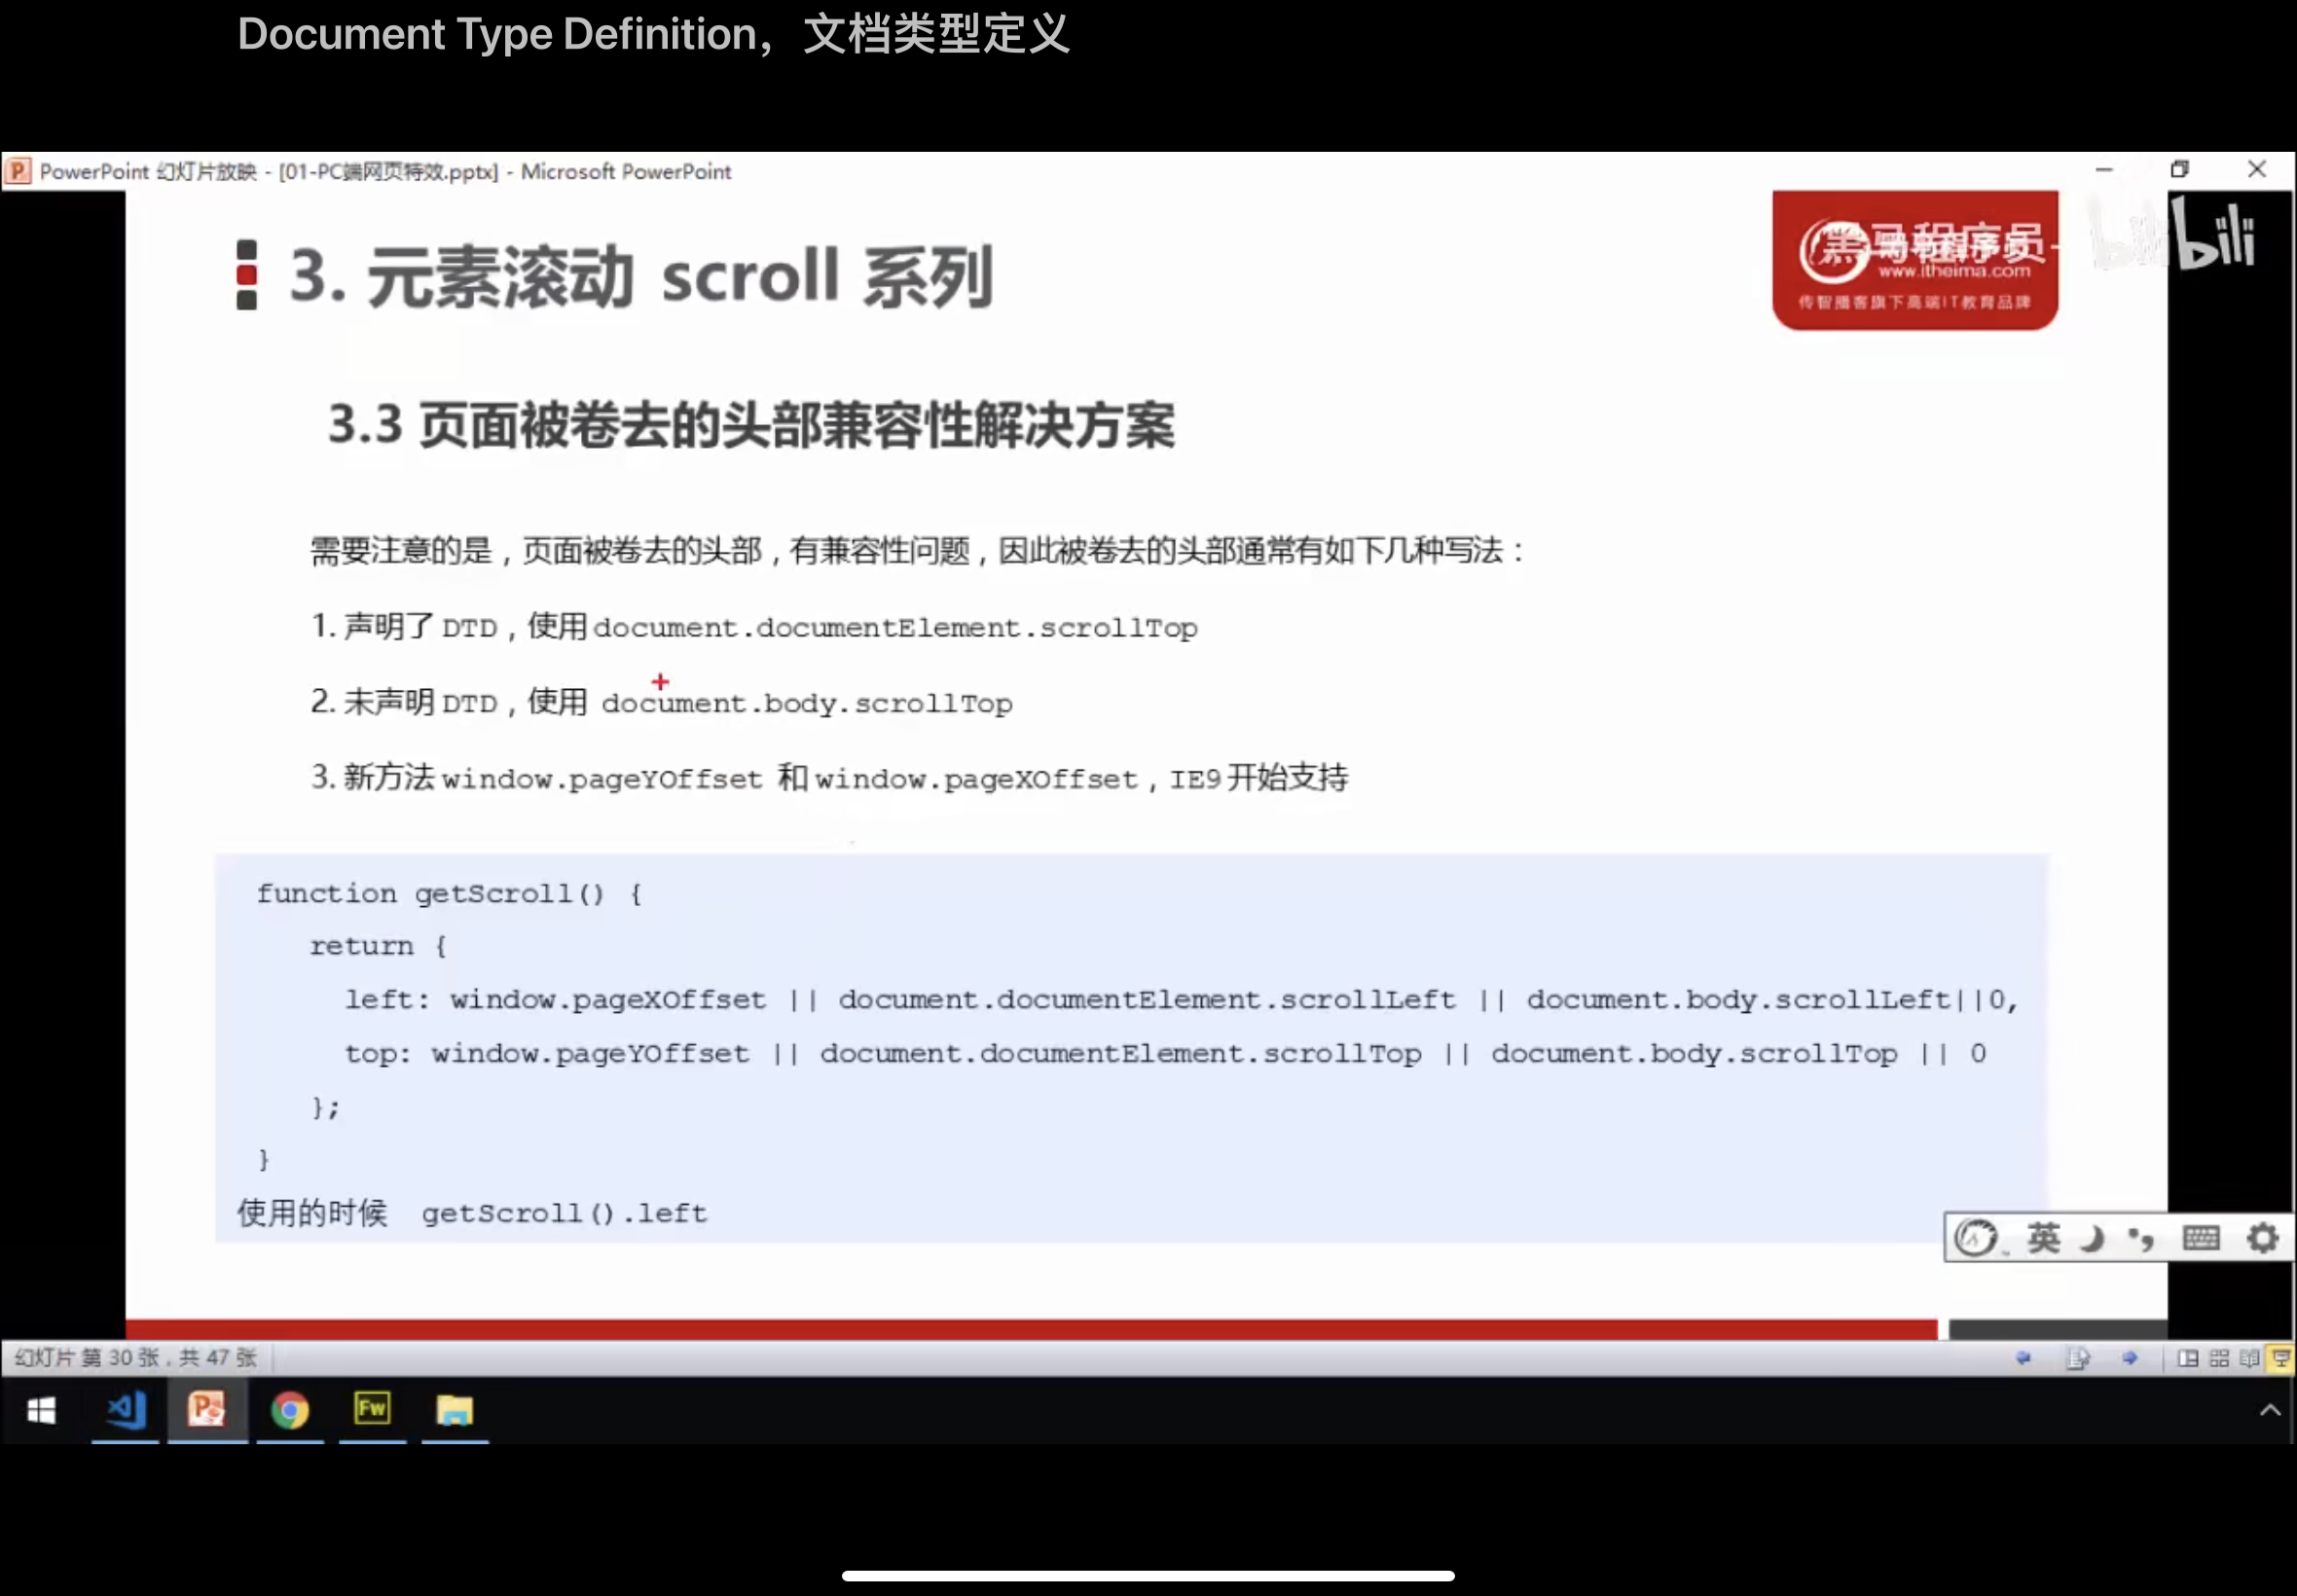 Document Type Definition，文档类型定义
PowerPoint 幻灯片放映 - [01-PC端网页特效.pptx] - Microsoft PowerPoint
3. 元素滚动 scroll 系列
黑马程序员
www.itheima.com
传智播客旗下高端IT教育品牌
bilibili
3.3 页面被卷去的头部兼容性解决方案
需要注意的是，页面被卷去的头部，有兼容性问题，因此被卷去的头部通常有如下几种写法：
1. 声明了 DTD，使用 document.documentElement.scrollTop
2. 未声明 DTD，使用 document.body.scrollTop
3. 新方法 window.pageYOffset 和 window.pageXOffset，IE9 开始支持
function getScroll() {
return {
left: window.pageXOffset || document.documentElement.scrollLeft || document.body.scrollLeft||0,
top: window.pageYOffset || document.documentElement.scrollTop || document.body.scrollTop || 0
};
}
使用的时候 getScroll().left
英
幻灯片 第 30 张，共 47 张
Fw